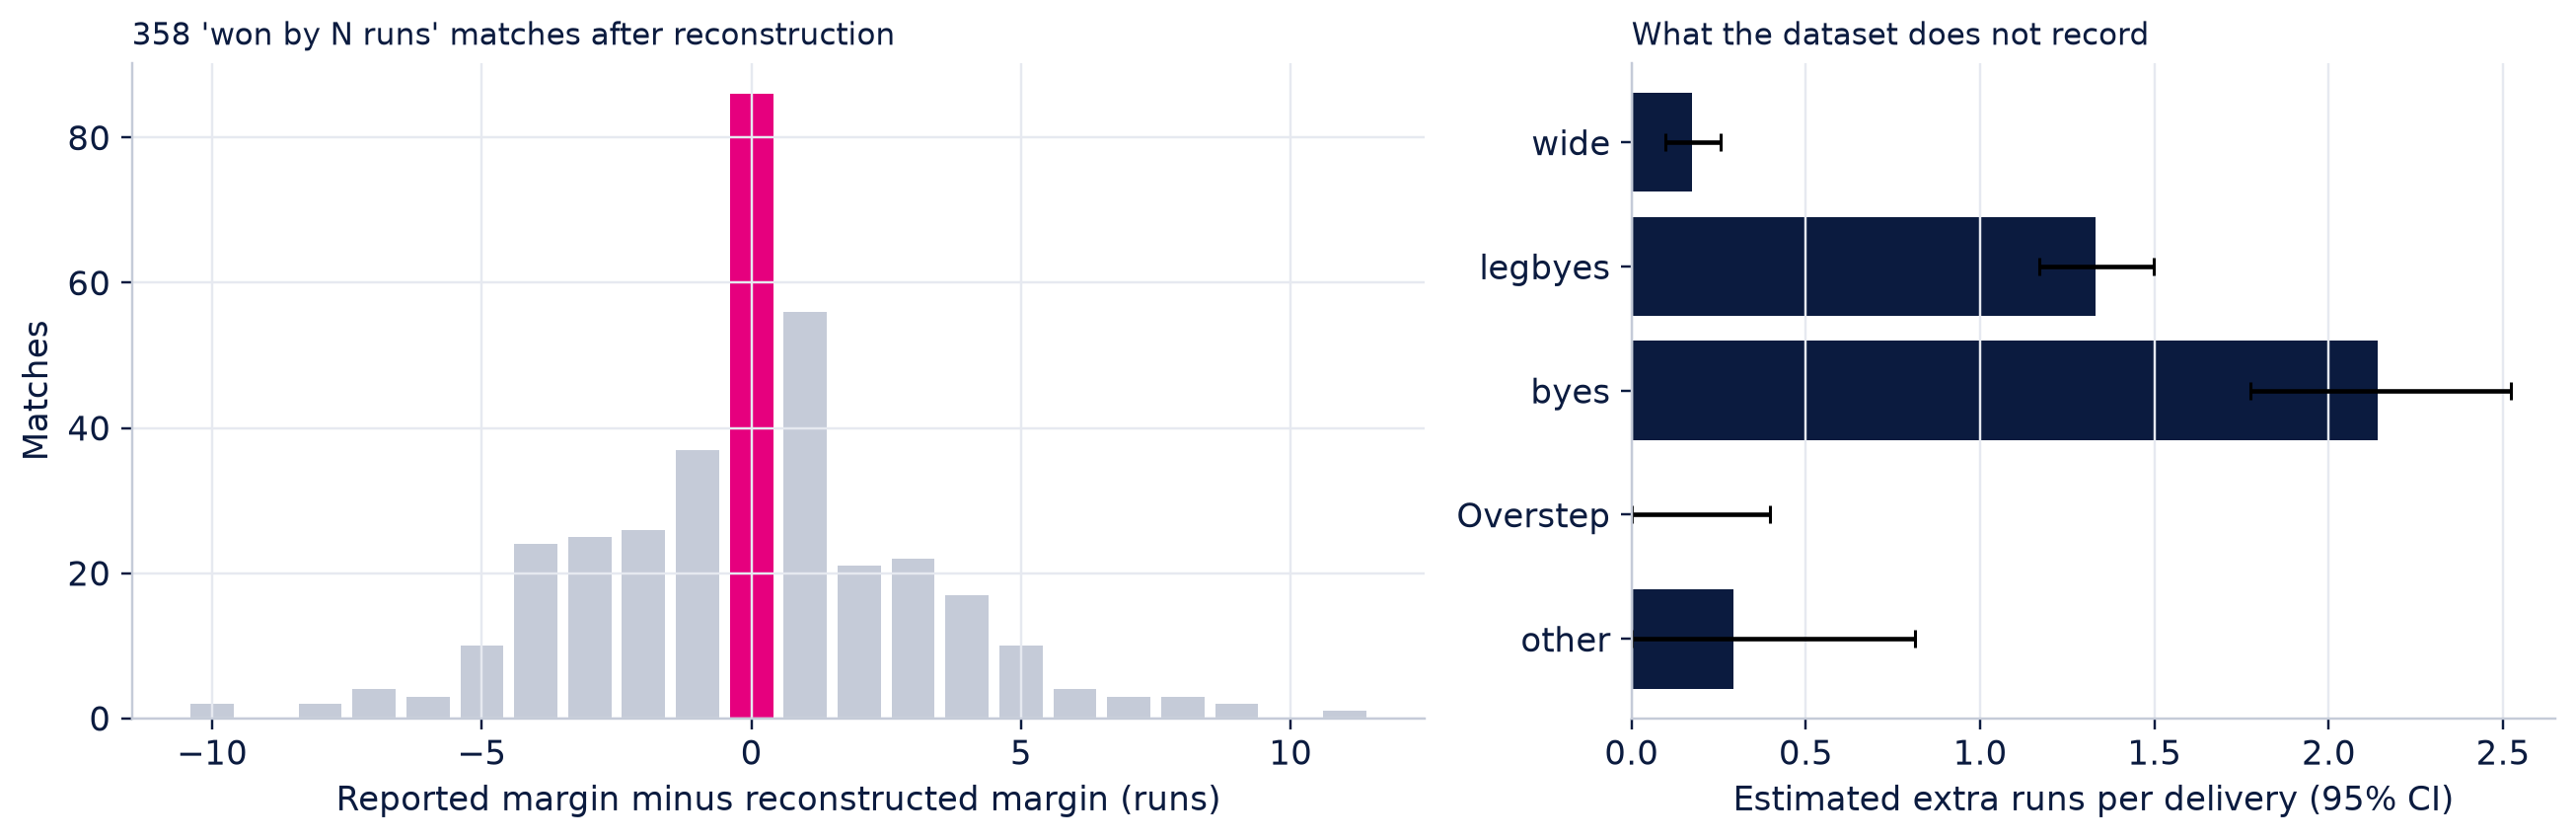 358 'won by N runs' matches after reconstruction
Matches
80
60
40
20
0
−10
−5
0
5
10
Reported margin minus reconstructed margin (runs)
What the dataset does not record
wide
legbyes
byes
Overstep
other
0.0
0.5
1.0
1.5
2.0
2.5
Estimated extra runs per delivery (95% CI)